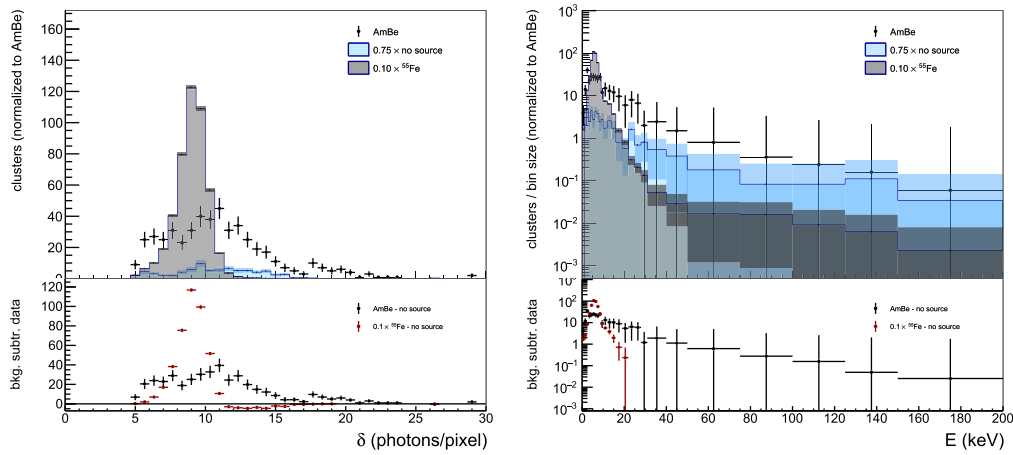 clusters (normalized to AmBe)
160
140
120
100
80
60
40
20
0
AmBe
0.75 × no source
0.10 × ⁵⁵Fe
bkg. subtr. data
120
100
80
60
40
20
0
AmBe - no source
0.1× ⁵⁵Fe - no source
0 5 10 15 20 25 30
δ (photons/pixel)
clusters / bin size (normalized to AmBe)
10³
10²
10
1
10⁻¹
10⁻²
10⁻³
AmBe
0.75 × no source
0.10 × ⁵⁵Fe
bkg. subtr. data
10³
10²
10
1
10⁻¹
10⁻²
10⁻³
AmBe - no source
0.1× ⁵⁵Fe - no source
0 20 40 60 80 100 120 140 160 180 200
E (keV)